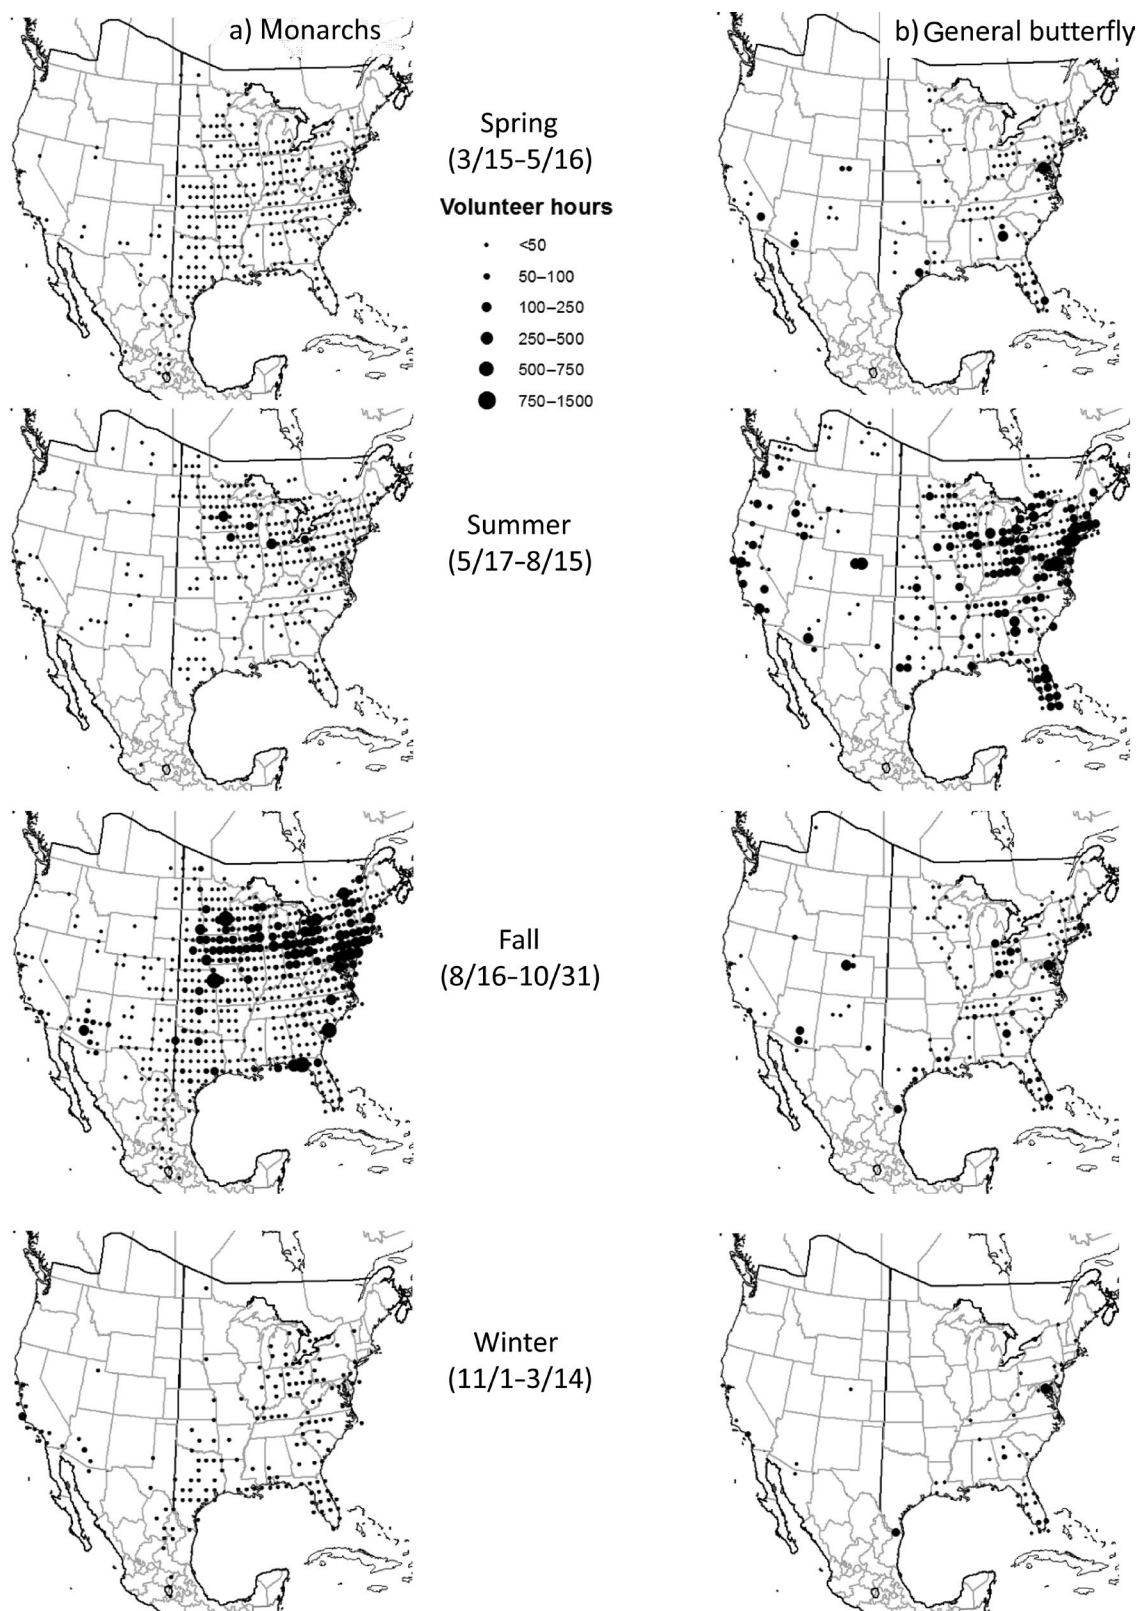 a) Monarchs
b) General butterfly
Spring
(3/15–5/16)
Volunteer hours
<50
50–100
100–250
250–500
500–750
750–1500
Summer
(5/17–8/15)
Fall
(8/16–10/31)
Winter
(11/1–3/14)